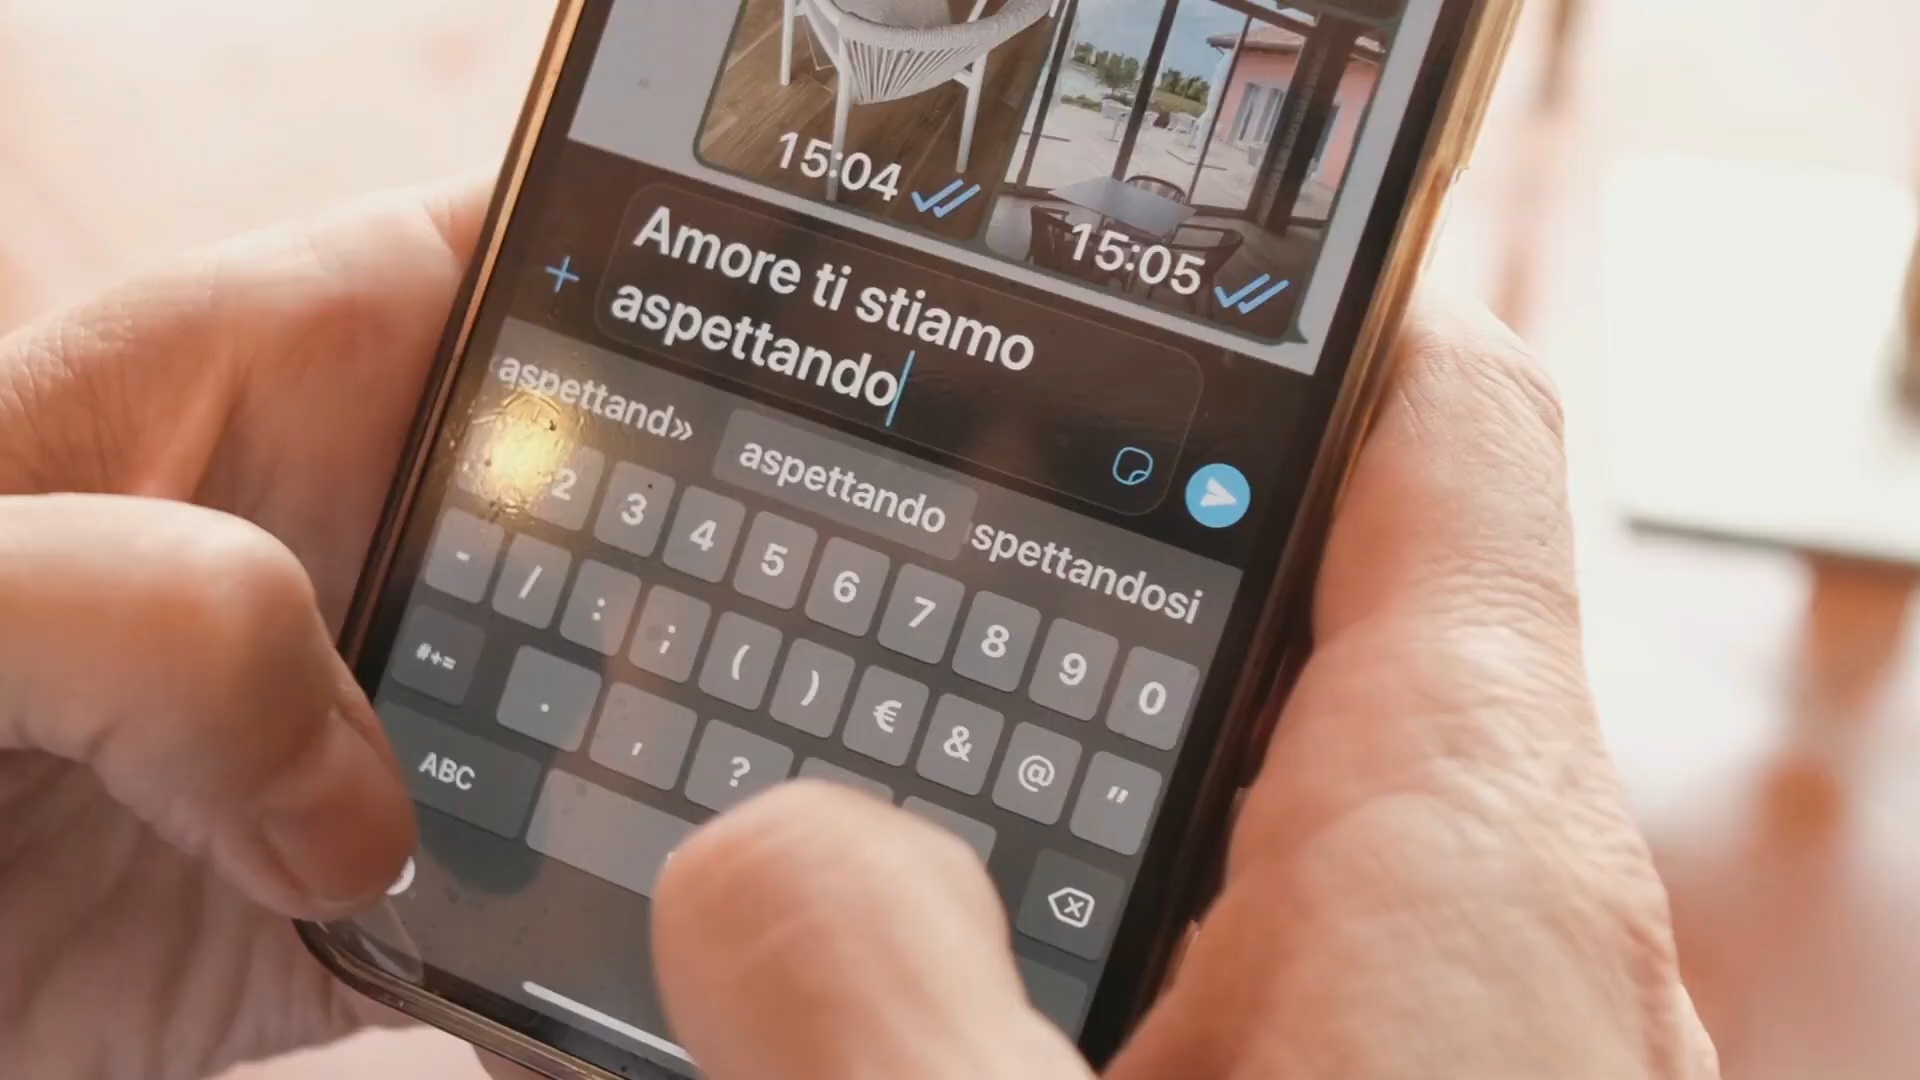 15:04
15:05
Amore ti stiamo
aspettando
aspettand»
aspettando
spettandosi
2 3 4 5 6 7 8 9 0
- / : ; ( ) € & @ "
#+= . , ?
ABC